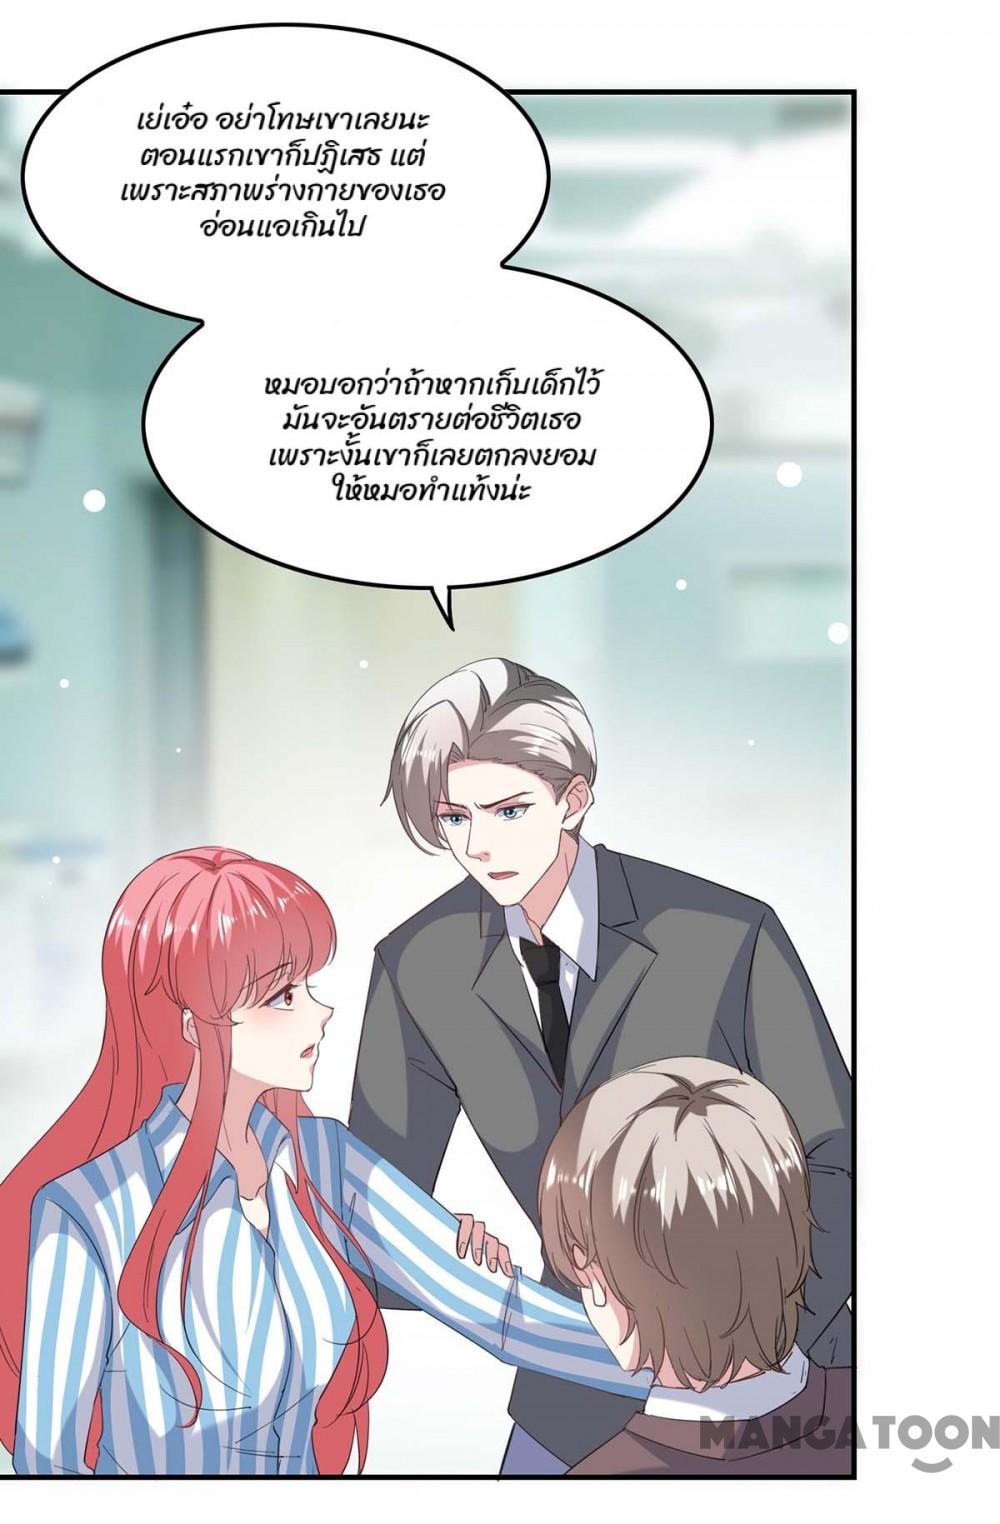 เย่เอ๋อ อย่าโทษเขาเลยนะ
ตอนแรกเขาก็ปฏิเสธ แต่
เพราะสภาพร่างกายของเธอ
อ่อนแอเกินไป
หมอบอกว่าถ้าหากเก็บเด็กไว้
มันจะอันตรายต่อชีวิตเธอ
เพราะงั้นเขาก็เลยตกลงยอม
ให้หมอทำแท้งน่ะ
MANGATOON